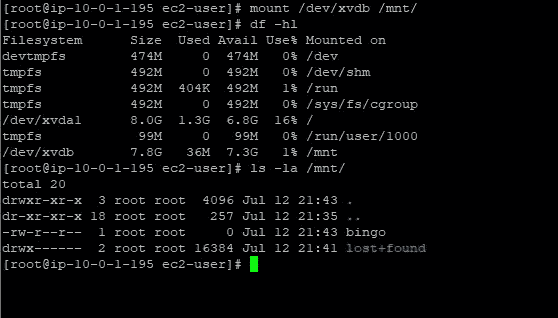 [root@ip-10-0-1-195 ec2-user]# mount /dev/xvdb /mnt/
[root@ip-10-0-1-195 ec2-user]# df -hl
Filesystem      Size  Used Avail Use% Mounted on
devtmpfs        474M     0  474M   0% /dev
tmpfs           492M     0  492M   0% /dev/shm
tmpfs           492M  404K  492M   1% /run
tmpfs           492M     0  492M   0% /sys/fs/cgroup
/dev/xvda1      8.0G  1.3G  6.8G  16% /
tmpfs            99M     0   99M   0% /run/user/1000
/dev/xvdb       7.8G   36M  7.3G   1% /mnt
[root@ip-10-0-1-195 ec2-user]# ls -la /mnt/
total 20
drwxr-xr-x  3 root root  4096 Jul 12 21:43 .
dr-xr-xr-x 18 root root   257 Jul 12 21:35 ..
-rw-r--r--  1 root root     0 Jul 12 21:43 bingo
drwx------  2 root root 16384 Jul 12 21:41 lost+found
[root@ip-10-0-1-195 ec2-user]#